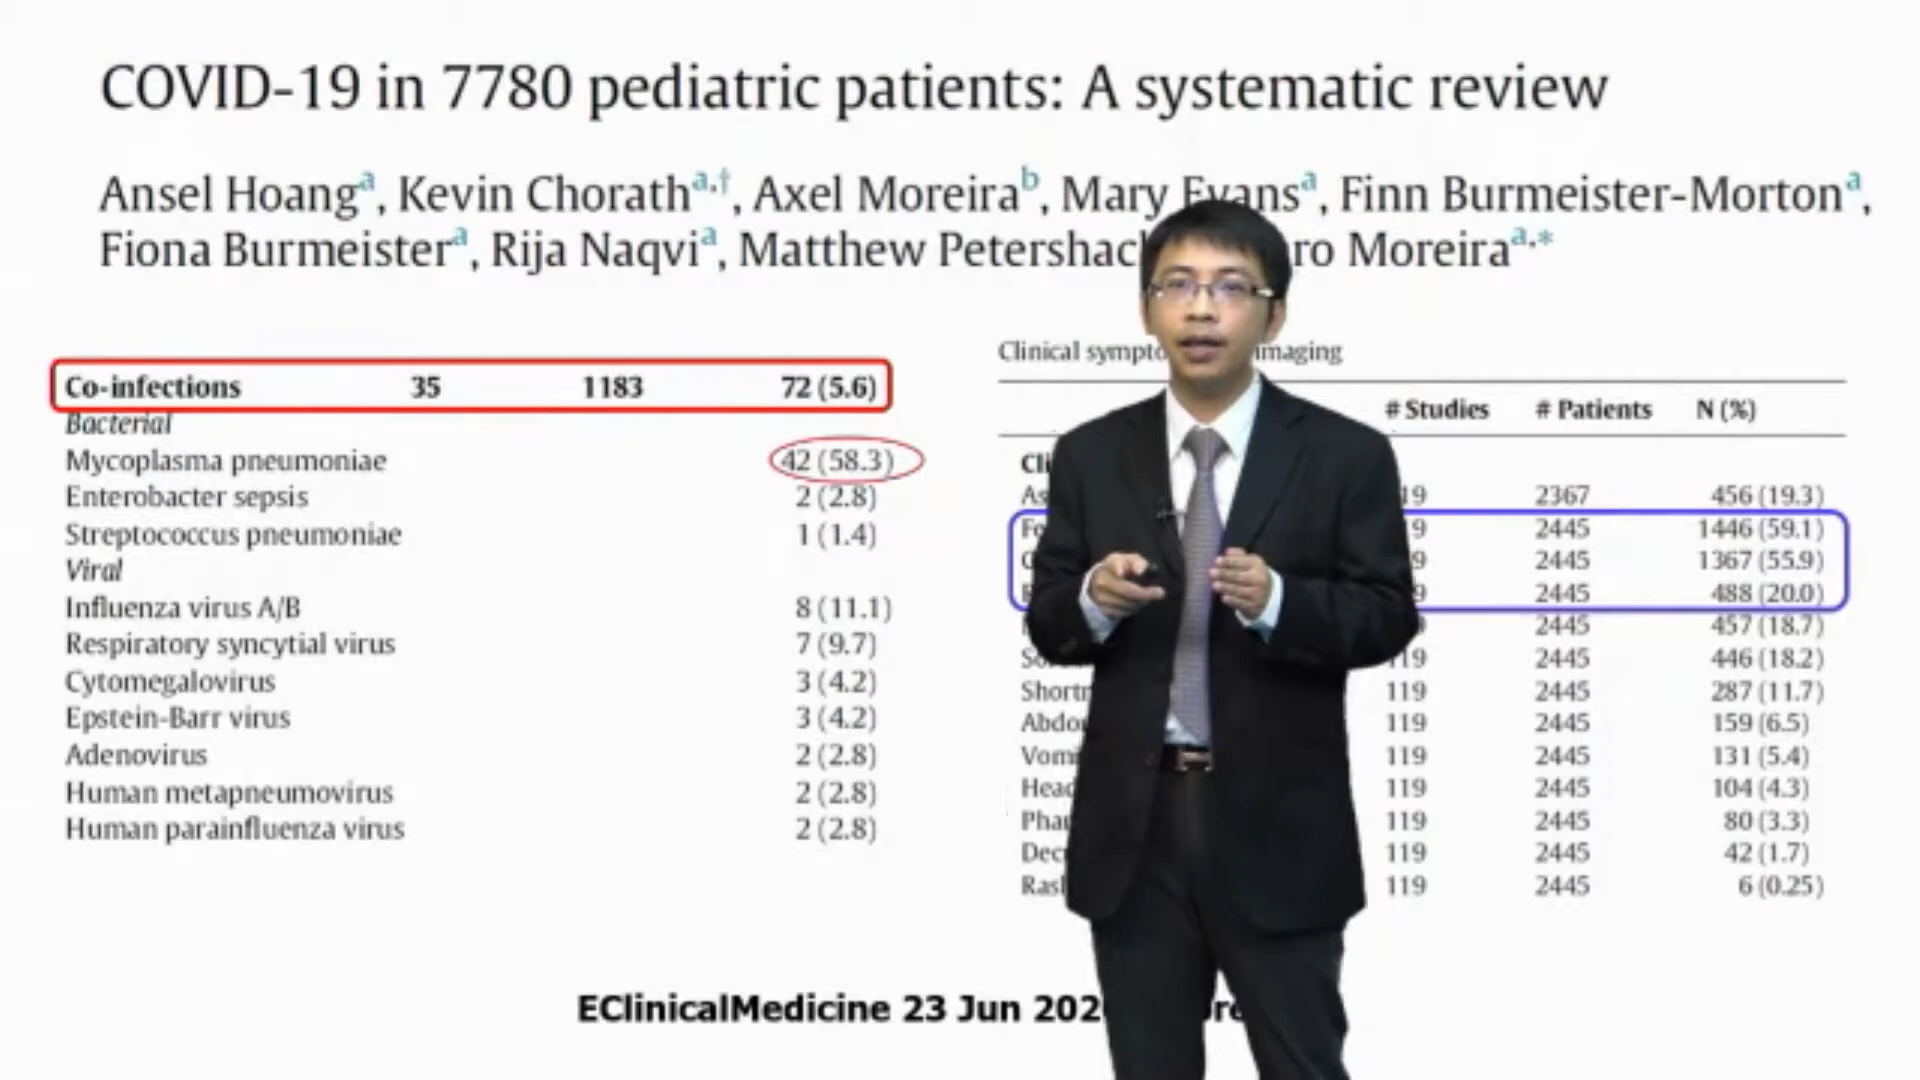 COVID-19 in 7780 pediatric patients: A systematic review
Ansel Hoang a, Kevin Chorath a,†, Axel Moreira b, Mary Evans a, Finn Burmeister-Morton a,
Fiona Burmeister a, Rija Naqvi a, Matthew Moreira a,*
Co-infections 35 1183 72 (5.6)
Bacterial
Mycoplasma pneumoniae 42 (58.3)
Enterobacter sepsis 2 (2.8)
Streptococcus pneumoniae 1 (1.4)
Viral
Influenza virus A/B 8 (11.1)
Respiratory syncytial virus 7 (9.7)
Cytomegalovirus 3 (4.2)
Epstein-Barr virus 3 (4.2)
Adenovirus 2 (2.8)
Human metapneumovirus 2 (2.8)
Human parainfluenza virus 2 (2.8)
Clinical imaging
# Studies # Patients N (%)
2367 456 (19.3)
2445 1446 (59.1)
2445 1367 (55.9)
2445 488 (20.0)
2445 457 (18.7)
2445 446 (18.2)
119 2445 287 (11.7)
119 2445 159 (6.5)
119 2445 131 (5.4)
119 2445 104 (4.3)
119 2445 80 (3.3)
119 2445 42 (1.7)
119 2445 6 (0.25)
EClinicalMedicine 23 Jun